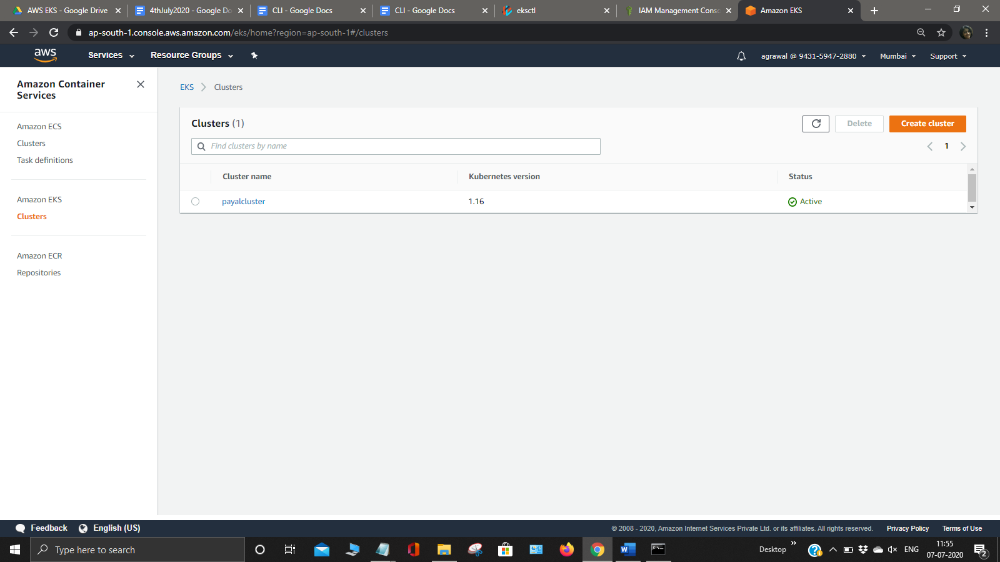 AWS EKS - Google Drive
4thJuly2020 - Google Do
CLI - Google Docs
CLI - Google Docs
eksctl
IAM Management Conso
Amazon EKS
ap-south-1.console.aws.amazon.com/eks/home?region=ap-south-1#/clusters
aws
Services
Resource Groups
agrawal @ 9431-5947-2880
Mumbai
Support
Amazon Container
Services
Amazon ECS
Clusters
Task definitions
Amazon EKS
Clusters
Amazon ECR
Repositories
EKS
Clusters
Clusters (1)
Delete
Create cluster
Find clusters by name
1
Cluster name
Kubernetes version
Status
payalcluster
1.16
Active
Feedback
English (US)
© 2008 - 2020, Amazon Internet Services Private Ltd. or its affiliates. All rights reserved.
Privacy Policy
Terms of Use
Type here to search
Desktop
ENG
11:55
07-07-2020
2